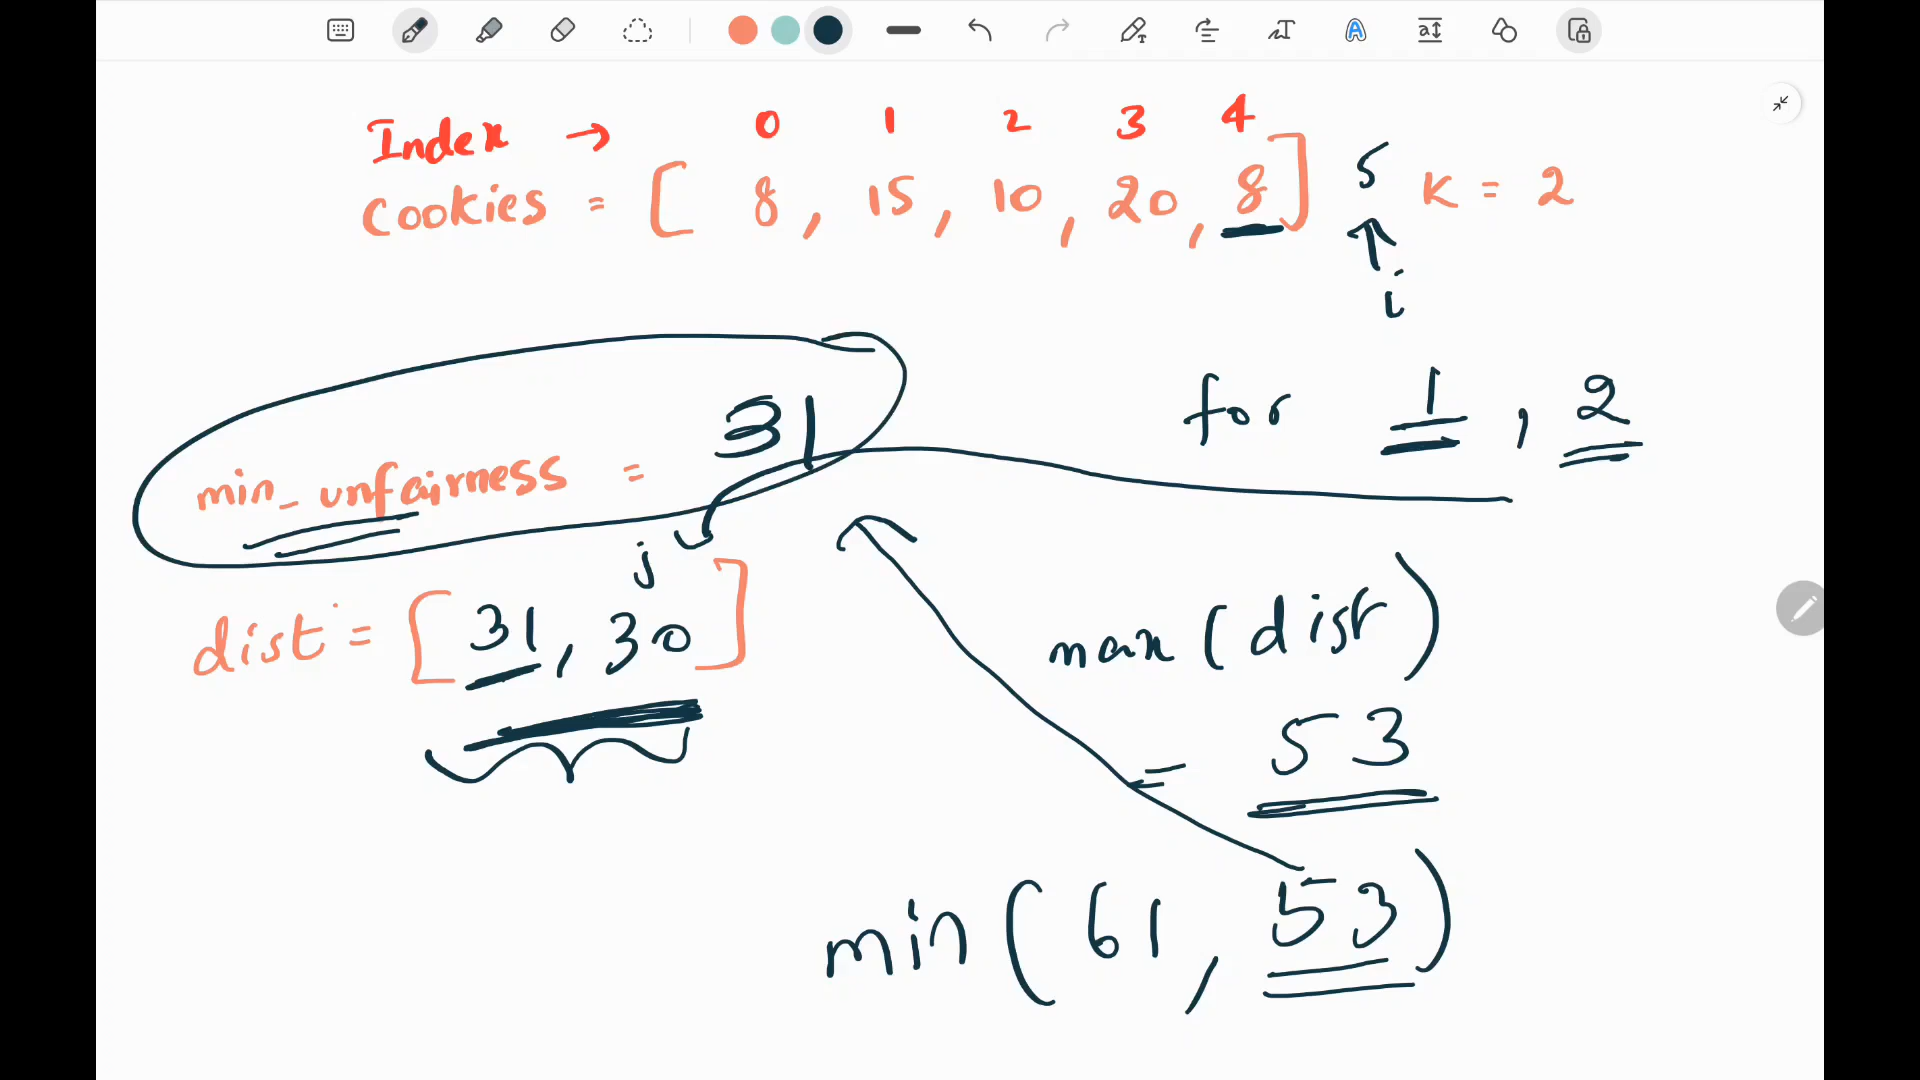 Index → 0 1 2 3 4
cookies = [ 8 , 15 , 10 , 20 , 8 ] 5 K = 2
i
for 1 , 2
31
min_unfairness =
j
dist = [ 31 , 30 ]
max ( dist )
= 53
min ( 61 , 53 )